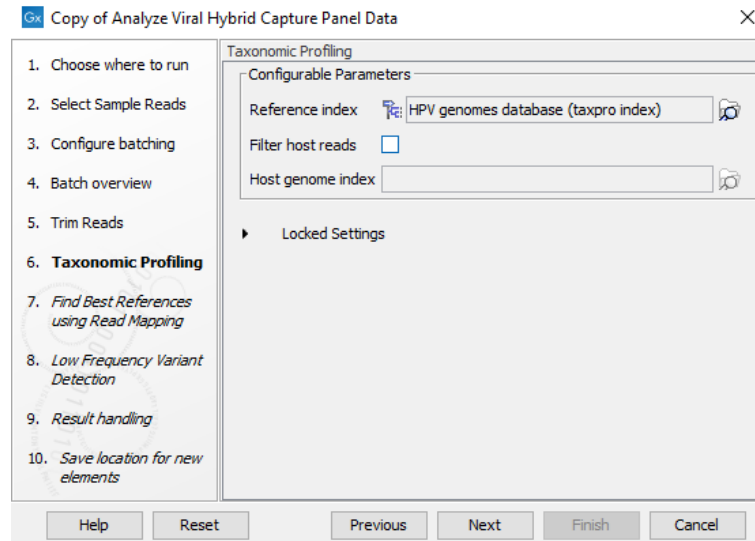 Gx Copy of Analyze Viral Hybrid Capture Panel Data
1. Choose where to run
2. Select Sample Reads
3. Configure batching
4. Batch overview
5. Trim Reads
6. Taxonomic Profiling
7. Find Best References
using Read Mapping
8. Low Frequency Variant
Detection
9. Result handling
10. Save location for new
elements
Taxonomic Profiling
Configurable Parameters
Reference index HPV genomes database (taxpro index)
Filter host reads
Host genome index
Locked Settings
Help Reset Previous Next Finish Cancel